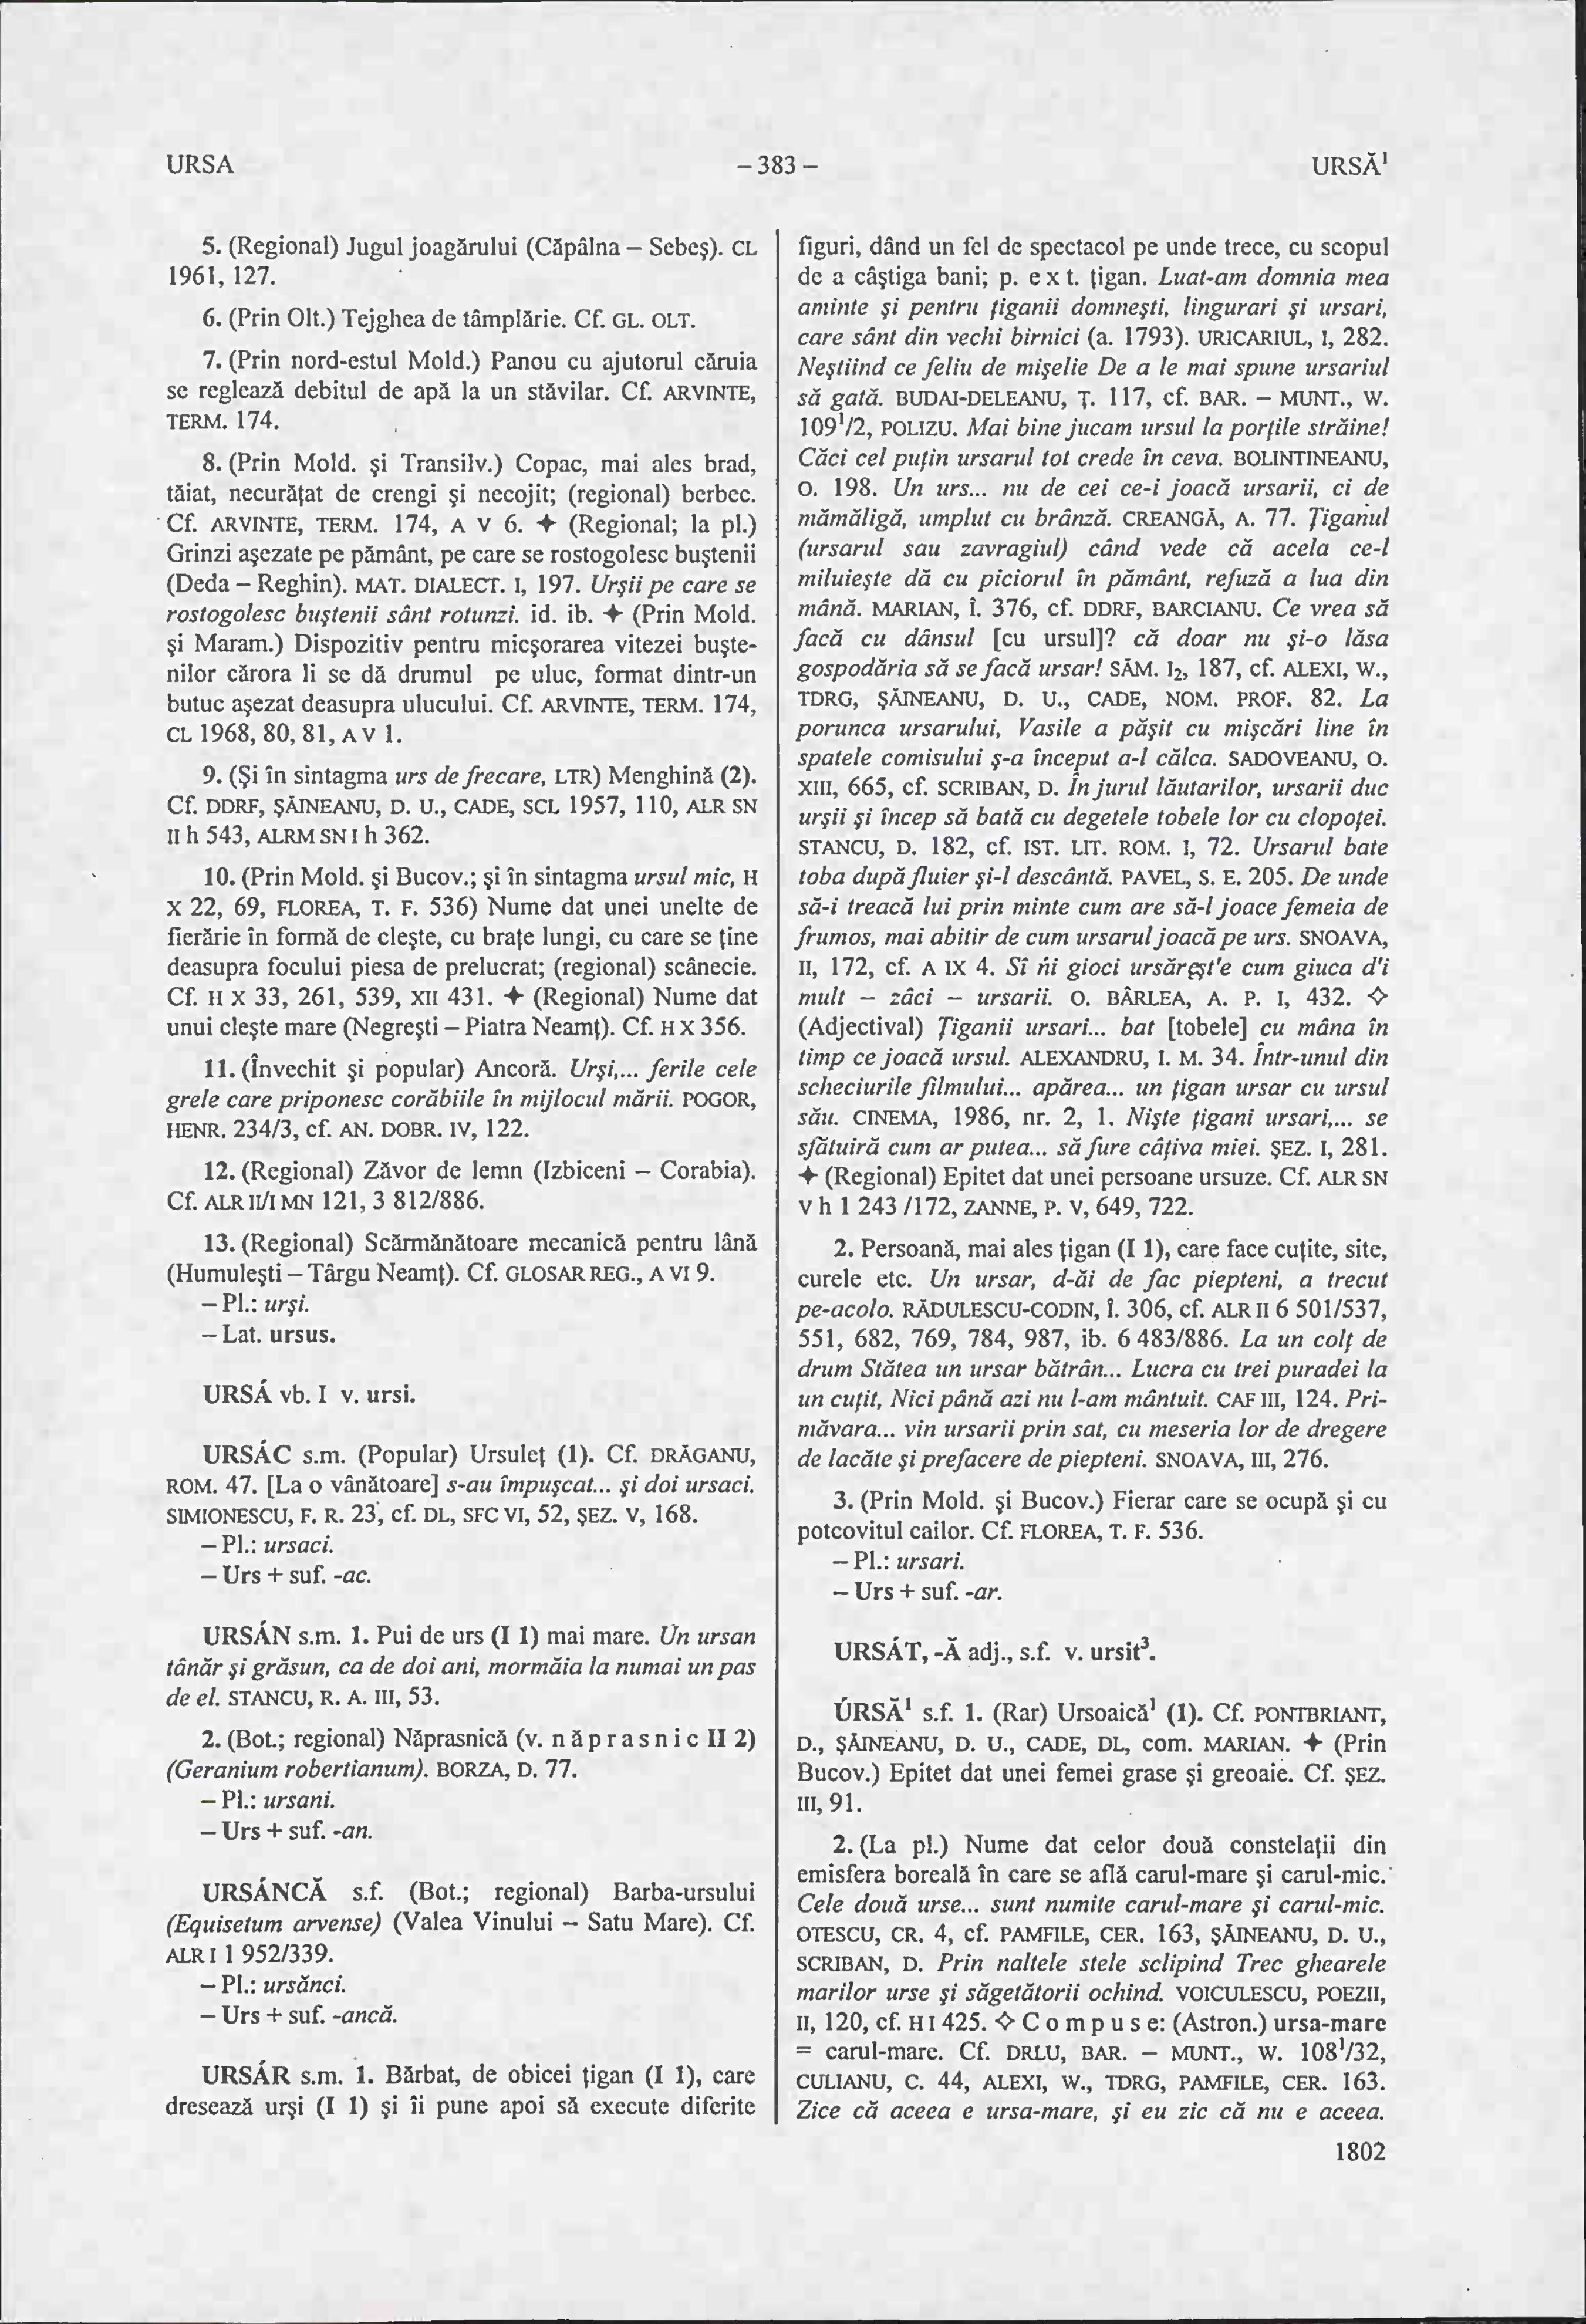 URSA
– 383 –
URSĂ¹
5. (Regional) Jugul joagărului (Căpâlna – Sebeş). CL
1961, 127.
6. (Prin Olt.) Tejghea de tâmplărie. Cf. GL. OLT.
7. (Prin nord-estul Mold.) Panou cu ajutorul căruia
se reglează debitul de apă la un stăvilar. Cf. ARVINTE,
TERM. 174.
8. (Prin Mold. şi Transilv.) Copac, mai ales brad,
tăiat, necurăţat de crengi şi necojit; (regional) berbec.
Cf. ARVINTE, TERM. 174, A V 6. ✦ (Regional; la pl.)
Grinzi aşezate pe pământ, pe care se rostogolesc buştenii
(Deda – Reghin). MAT. DIALECT. I, 197. Urşii pe care se
rostogolesc buştenii sânt rotunzi. id. ib. ✦ (Prin Mold.
şi Maram.) Dispozitiv pentru micşorarea vitezei buşte-
nilor cărora li se dă drumul pe uluc, format dintr-un
butuc aşezat deasupra ulucului. Cf. ARVINTE, TERM. 174,
CL 1968, 80, 81, A V 1.
9. (Şi în sintagma urs de frecare, LTR) Menghină (2).
Cf. DDRF, ŞĂINEANU, D. U., CADE, SCL 1957, 110, ALR SN
II h 543, ALRM SN I h 362.
10. (Prin Mold. şi Bucov.; şi în sintagma ursul mic, H
X 22, 69, FLOREA, T. F. 536) Nume dat unei unelte de
fierărie în formă de cleşte, cu braţe lungi, cu care se ţine
deasupra focului piesa de prelucrat; (regional) scânecie.
Cf. H X 33, 261, 539, XII 431. ✦ (Regional) Nume dat
unui cleşte mare (Negreşti – Piatra Neamţ). Cf. H X 356.
11. (Învechit şi popular) Ancoră. Urşi,... ferile cele
grele care priponesc corăbiile în mijlocul mării. POGOR,
HENR. 234/3, cf. AN. DOBR. IV, 122.
12. (Regional) Zăvor de lemn (Izbiceni – Corabia).
Cf. ALR II/I MN 121, 3 812/886.
13. (Regional) Scărmănătoare mecanică pentru lână
(Humuleşti – Târgu Neamţ). Cf. GLOSAR REG., A VI 9.
– Pl.: urşi.
– Lat. ursus.
URSÁ vb. I v. ursi.
URSÁC s.m. (Popular) Ursuleţ (1). Cf. DRĂGANU,
ROM. 47. [La o vânătoare] s-au împuşcat... şi doi ursaci.
SIMIONESCU, F. R. 23, cf. DL, SFC VI, 52, ŞEZ. V, 168.
– Pl.: ursaci.
– Urs + suf. -ac.
URSÁN s.m. 1. Pui de urs (I 1) mai mare. Un ursan
tânăr şi grăsun, ca de doi ani, mormăia la numai un pas
de el. STANCU, R. A. III, 53.
2. (Bot.; regional) Năprasnică (v. năprasnic II 2)
(Geranium robertianum). BORZA, D. 77.
– Pl.: ursani.
– Urs + suf. -an.
URSÁNCĂ s.f. (Bot.; regional) Barba-ursului
(Equisetum arvense) (Valea Vinului – Satu Mare). Cf.
ALR I 1 952/339.
– Pl.: ursănci.
– Urs + suf. -ancă.
URSÁR s.m. 1. Bărbat, de obicei ţigan (I 1), care
dresează urşi (I 1) şi îi pune apoi să execute diferite
figuri, dând un fel de spectacol pe unde trece, cu scopul
de a câştiga bani; p. ext. ţigan. Luat-am domnia mea
aminte şi pentru ţiganii domneşti, lingurari şi ursari,
care sânt din vechi birnici (a. 1793). URICARIUL, I, 282.
Neştiind ce feliu de mişelie De a le mai spune ursariul
să gată. BUDAI-DELEANU, Ţ. 117, cf. BAR. – MUNT., W.
109¹/2, POLIZU. Mai bine jucam ursul la porţile străine!
Căci cel puţin ursarul tot crede în ceva. BOLINTINEANU,
O. 198. Un urs... nu de cei ce-i joacă ursarii, ci de
mămăligă, umplut cu brânză. CREANGĂ, A. 77. Ţiganul
(ursarul sau zavragiul) când vede că acela ce-l
miluieşte dă cu piciorul în pământ, refuză a lua din
mână. MARIAN, Î. 376, cf. DDRF, BARCIANU. Ce vrea să
facă cu dânsul [cu ursul]? că doar nu şi-o lăsa
gospodăria să se facă ursar! SĂM. I₂, 187, cf. ALEXI, W.,
TDRG, ŞĂINEANU, D. U., CADE, NOM. PROF. 82. La
porunca ursarului, Vasile a păşit cu mişcări line în
spatele comisului ş-a început a-l călca. SADOVEANU, O.
XIII, 665, cf. SCRIBAN, D. În jurul lăutarilor, ursarii duc
urşii şi încep să bată cu degetele tobele lor cu clopoţei.
STANCU, D. 182, cf. IST. LIT. ROM. I, 72. Ursarul bate
toba după fluier şi-l descântă. PAVEL, S. E. 205. De unde
să-i treacă lui prin minte cum are să-l joace femeia de
frumos, mai abitir de cum ursarul joacă pe urs. SNOAVA,
II, 172, cf. A IX 4. Sî ńi gioci ursăręşt'e cum giuca d'i
mult – zâci – ursarii. O. BÂRLEA, A. P. I, 432. ◇
(Adjectival) Ţiganii ursari... bat [tobele] cu mâna în
timp ce joacă ursul. ALEXANDRU, I. M. 34. Într-unul din
scheciurile filmului... apărea... un ţigan ursar cu ursul
său. CINEMA, 1986, nr. 2, 1. Nişte ţigani ursari,... se
sfătuiră cum ar putea... să fure câţiva miei. ŞEZ. I, 281.
✦ (Regional) Epitet dat unei persoane ursuze. Cf. ALR SN
V h 1 243 /172, ZANNE, P. V, 649, 722.
2. Persoană, mai ales ţigan (I 1), care face cuţite, site,
curele etc. Un ursar, d-ăi de fac piepteni, a trecut
pe-acolo. RĂDULESCU-CODIN, Î. 306, cf. ALR II 6 501/537,
551, 682, 769, 784, 987, ib. 6 483/886. La un colţ de
drum Stătea un ursar bătrân... Lucra cu trei puradei la
un cuţit, Nici până azi nu l-am mântuit. CAF III, 124. Pri-
măvara... vin ursarii prin sat, cu meseria lor de dregere
de lacăte şi prefacere de piepteni. SNOAVA, III, 276.
3. (Prin Mold. şi Bucov.) Fierar care se ocupă şi cu
potcovitul cailor. Cf. FLOREA, T. F. 536.
– Pl.: ursari.
– Urs + suf. -ar.
URSÁT, -Ă adj., s.f. v. ursit³.
ÚRSĂ¹ s.f. 1. (Rar) Ursoaică¹ (1). Cf. PONTBRIANT,
D., ŞĂINEANU, D. U., CADE, DL, com. MARIAN. ✦ (Prin
Bucov.) Epitet dat unei femei grase şi greoaie. Cf. ŞEZ.
III, 91.
2. (La pl.) Nume dat celor două constelaţii din
emisfera boreală în care se află carul-mare şi carul-mic.
Cele două urse... sunt numite carul-mare şi carul-mic.
OTESCU, CR. 4, cf. PAMFILE, CER. 163, ŞĂINEANU, D. U.,
SCRIBAN, D. Prin naltele stele sclipind Trec ghearele
marilor urse şi săgetătorii ochind. VOICULESCU, POEZII,
II, 120, cf. H I 425. ◇ Compuse: (Astron.) ursa-mare
= carul-mare. Cf. DRLU, BAR. – MUNT., W. 108¹/32,
CULIANU, C. 44, ALEXI, W., TDRG, PAMFILE, CER. 163.
Zice că aceea e ursa-mare, şi eu zic că nu e aceea.
1802